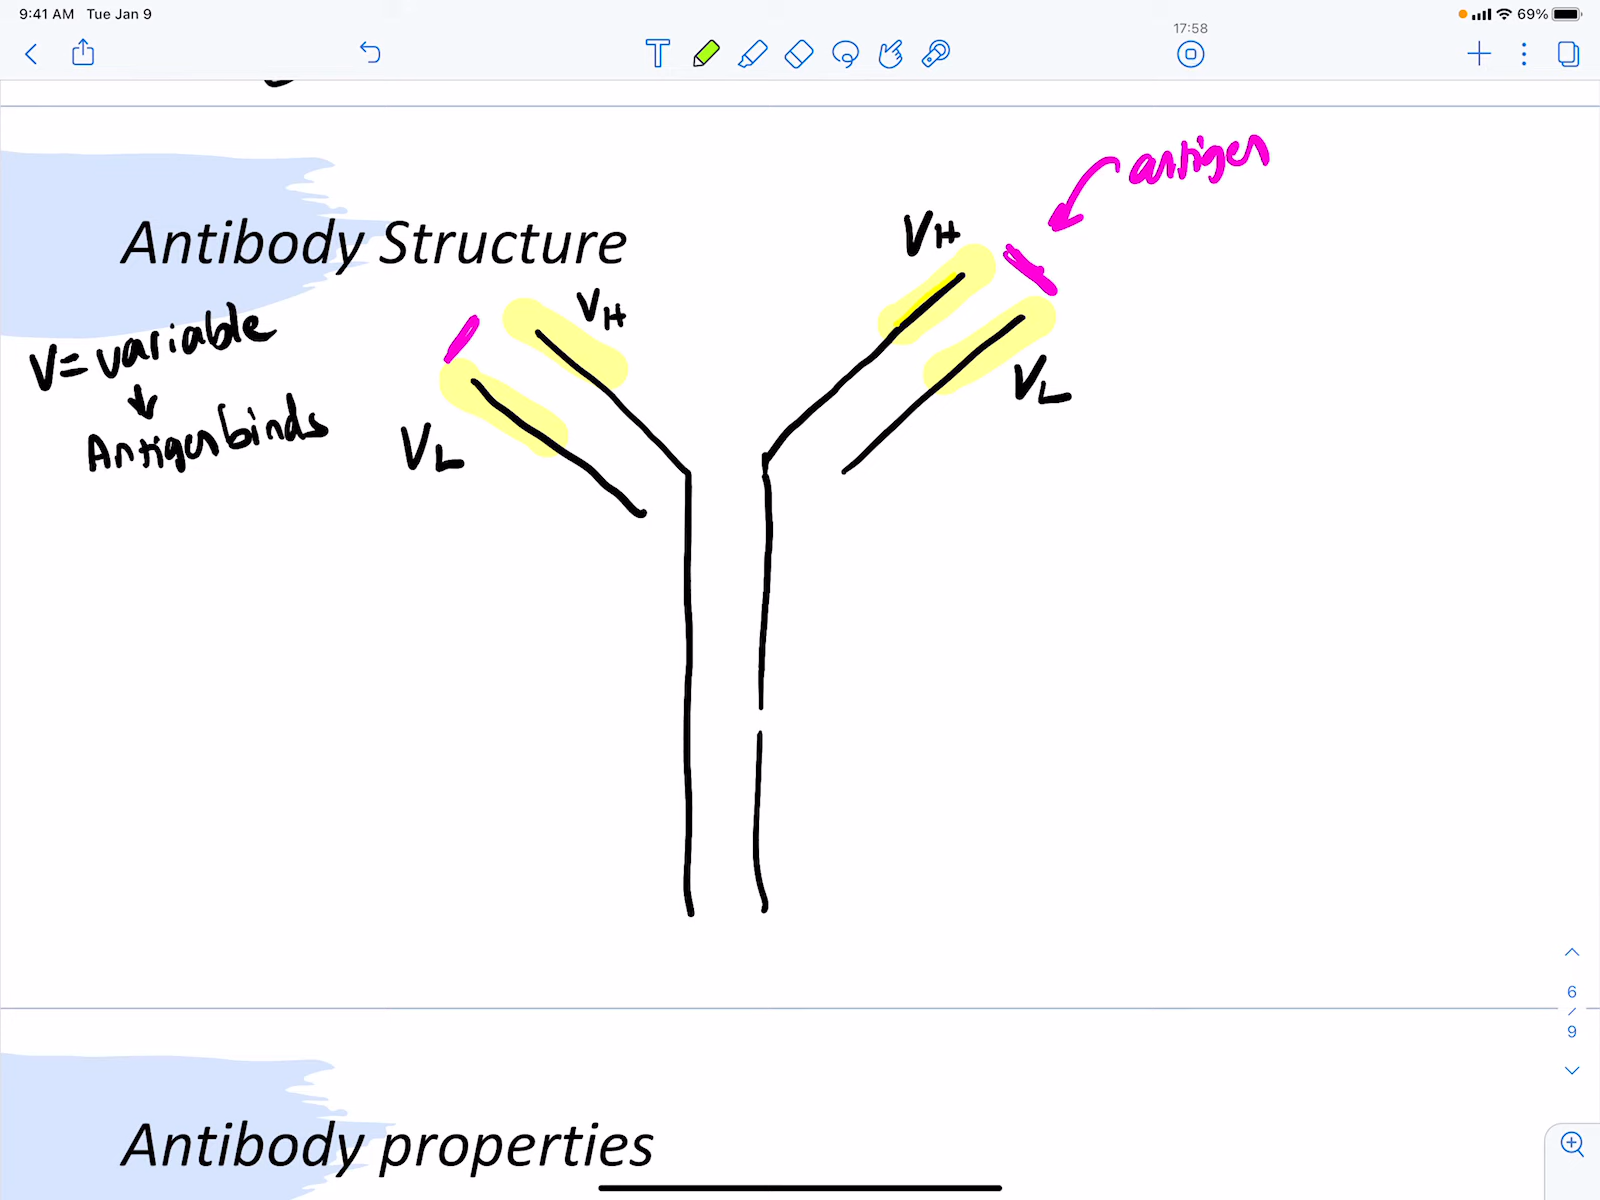 9:41 AM Tue Jan 9
69%
17:58
T
antigen
Antibody Structure
VH
VH
V= variable
VL
Antigen binds
VL
6
/
9
Antibody properties